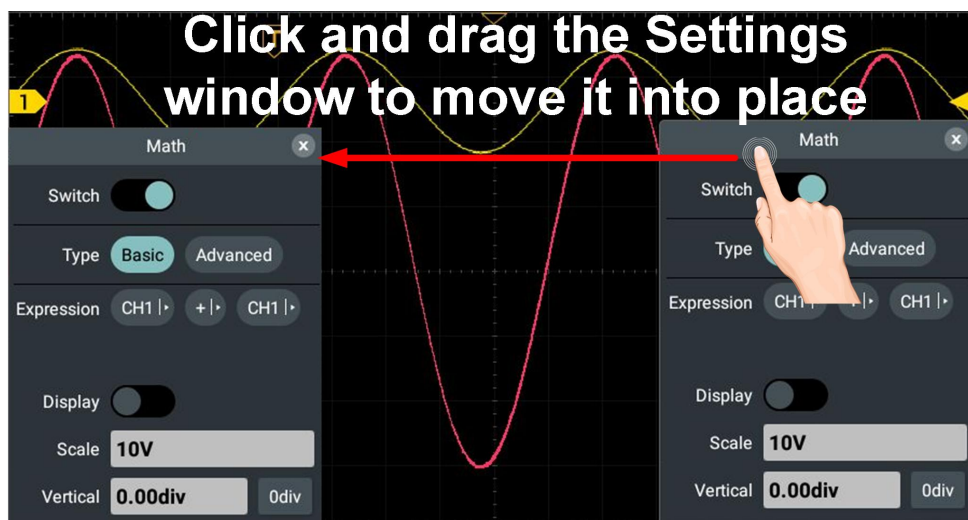 Click and drag the Settings
window to move it into place
T
1
Math x
Switch
Type Basic Advanced
Expression CH1 + CH1
Display
Scale 10V
Vertical 0.00div 0div
Math x
Switch
Type Advanced
Expression CH1 CH1
Display
Scale 10V
Vertical 0.00div 0div